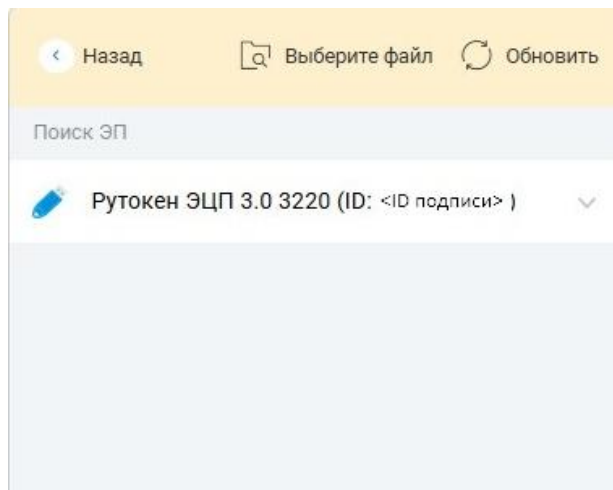 Назад Выберите файл Обновить
Поиск ЭП
Рутокен ЭЦП 3.0 3220 (ID: <ID подписи> )